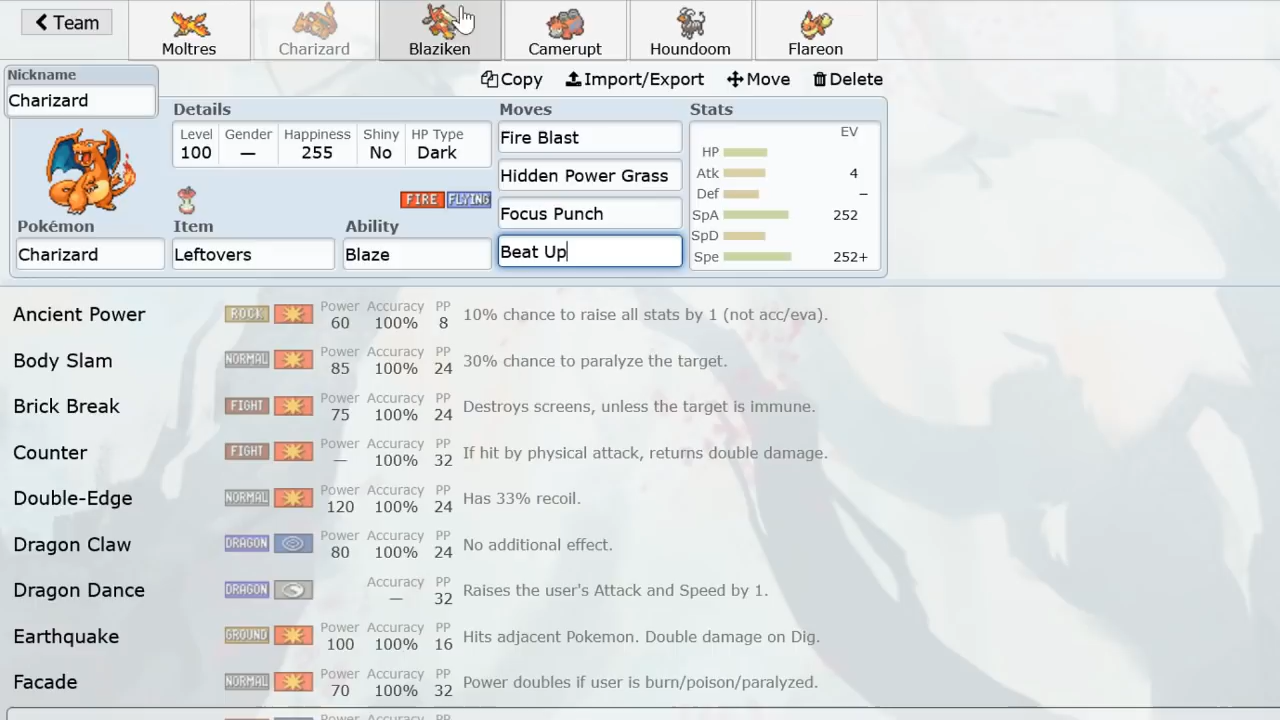 Team
Moltres
Charizard
Blaziken
Camerupt
Houndoom
Flareon
Nickname
Charizard
Copy
Import/Export
Move
Delete
Details
Level
100
Gender
—
Happiness
255
Shiny
No
HP Type
Dark
FIRE FLYING
Pokémon
Charizard
Item
Leftovers
Ability
Blaze
Moves
Fire Blast
Hidden Power Grass
Focus Punch
Beat Up
Stats
EV
HP
Atk 4
Def –
SpA 252
SpD
Spe 252+
Ancient Power ROCK Power 60 Accuracy 100% PP 8 10% chance to raise all stats by 1 (not acc/eva).
Body Slam NORMAL Power 85 Accuracy 100% PP 24 30% chance to paralyze the target.
Brick Break FIGHT Power 75 Accuracy 100% PP 24 Destroys screens, unless the target is immune.
Counter FIGHT Power — Accuracy 100% PP 32 If hit by physical attack, returns double damage.
Double-Edge NORMAL Power 120 Accuracy 100% PP 24 Has 33% recoil.
Dragon Claw DRAGON Power 80 Accuracy 100% PP 24 No additional effect.
Dragon Dance DRAGON Accuracy — PP 32 Raises the user's Attack and Speed by 1.
Earthquake GROUND Power 100 Accuracy 100% PP 16 Hits adjacent Pokemon. Double damage on Dig.
Facade NORMAL Power 70 Accuracy 100% PP 32 Power doubles if user is burn/poison/paralyzed.